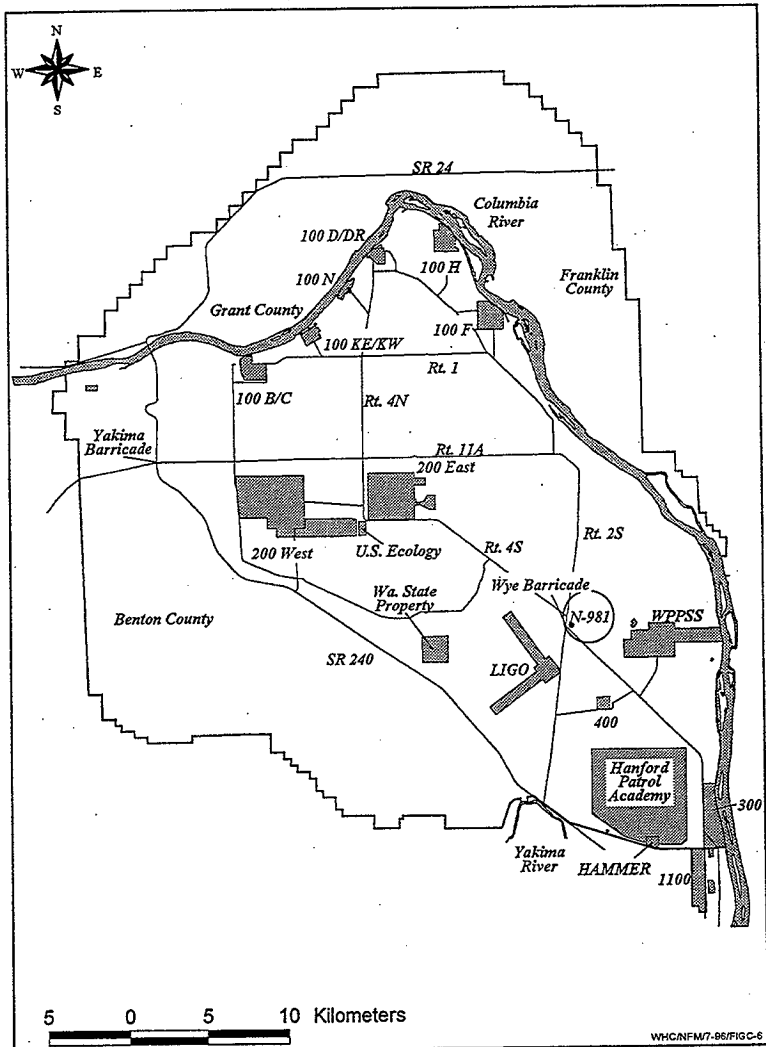 N
W E
S
SR 24
Columbia
River
100 D/DR
100 H
Franklin
County
100 N
Grant County
100 F
100 KE/KW
Rt. 1
100 B/C
Rt. 4N
Yakima
Barricade
Rt. 11A
200 East
Rt. 2S
200 West
U.S. Ecology
Rt. 4S
Wa. State
Property
Wye Barricade
Benton County
N-981
WPPSS
SR 240
LIGO
400
Hanford
Patrol
Academy
300
Yakima
River
HAMMER
1100
5 0 5 10 Kilometers
WHC/NFM/7-96/FIGC-6